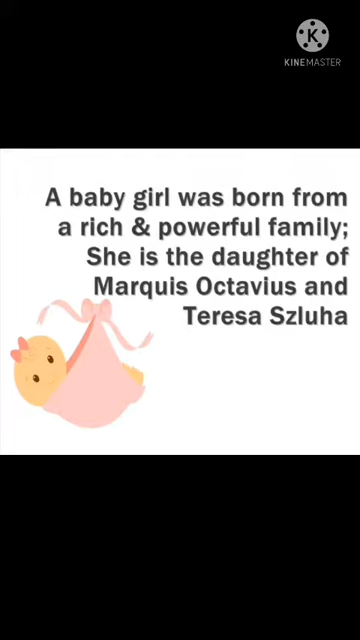 KINEMASTER
A baby girl was born from
a rich & powerful family;
She is the daughter of
Marquis Octavius and
Teresa Szluha